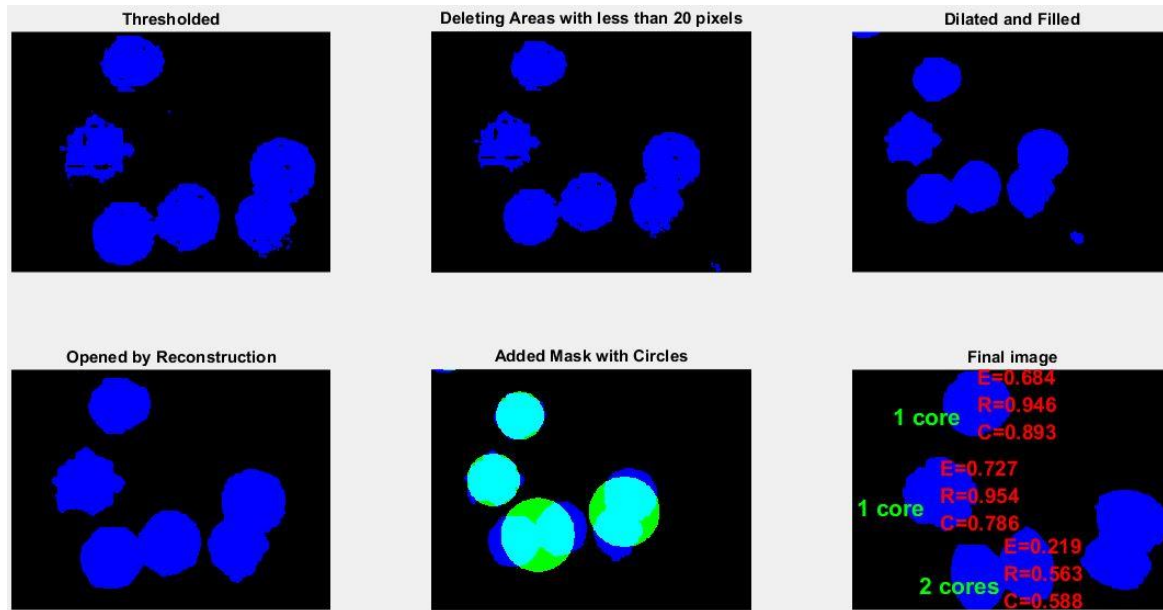 Thresholded
Deleting Areas with less than 20 pixels
Dilated and Filled
Opened by Reconstruction
Added Mask with Circles
Final image
E=0.684
R=0.946
1 core
C=0.893
E=0.727
R=0.954
1 core
C=0.786
E=0.219
R=0.563
2 cores
C=0.588